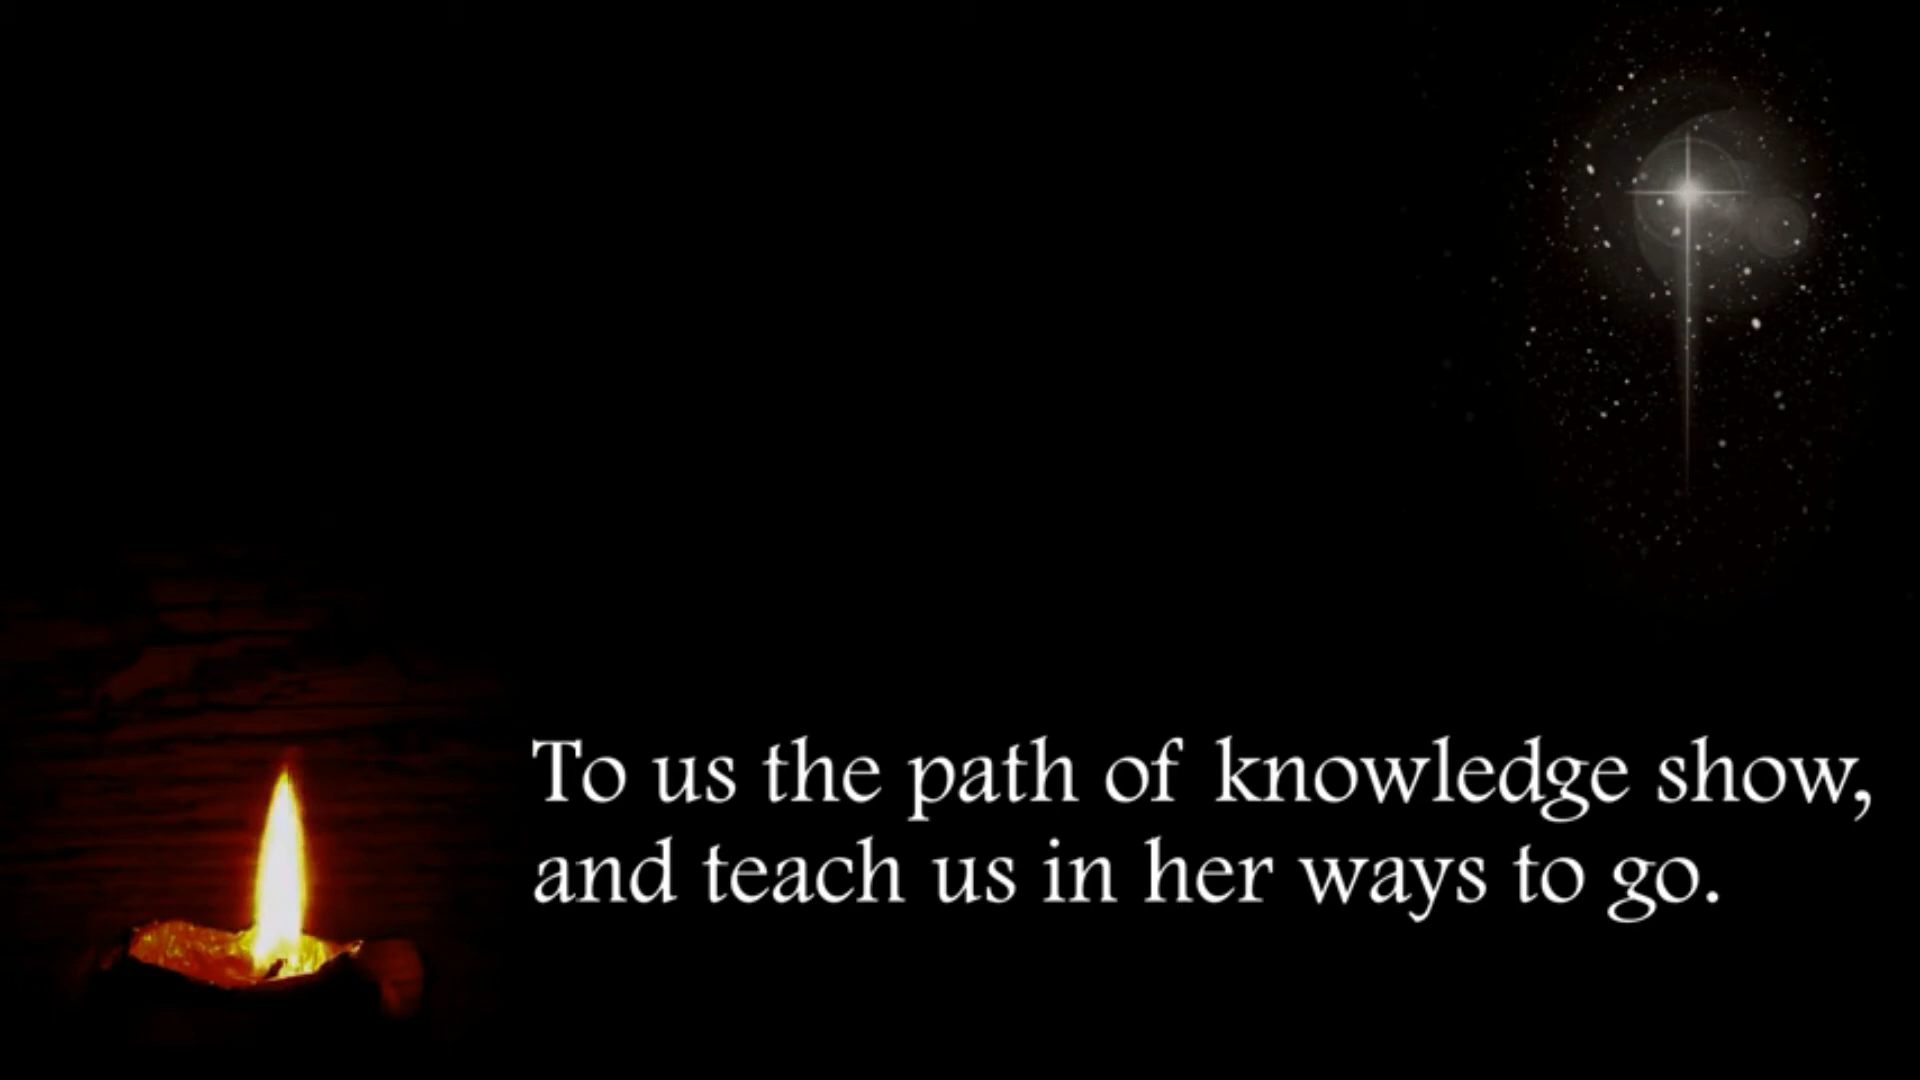 To us the path of knowledge show,
and teach us in her ways to go.